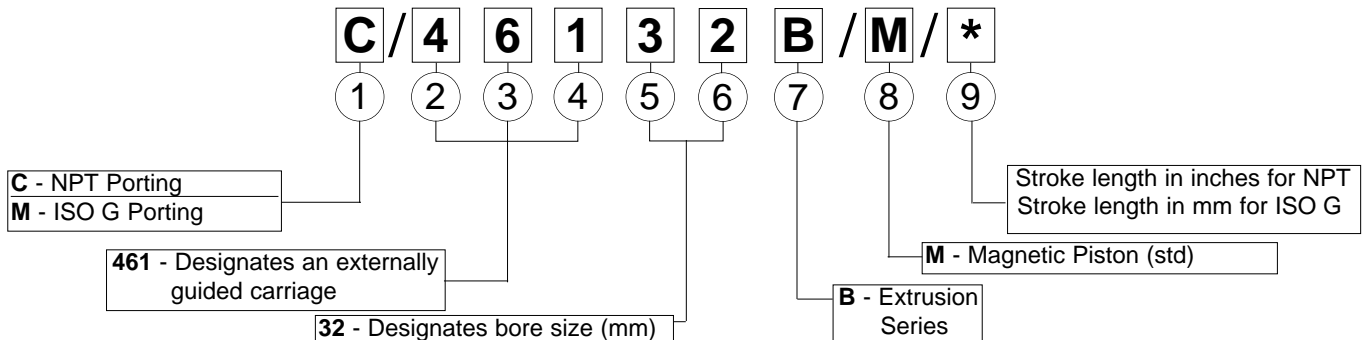 C/46132B/M/*
1 2 3 4 5 6 7 8 9
C - NPT Porting
M - ISO G Porting
Stroke length in inches for NPT
Stroke length in mm for ISO G
461 - Designates an externally
guided carriage
M - Magnetic Piston (std)
B - Extrusion
Series
32 - Designates bore size (mm)